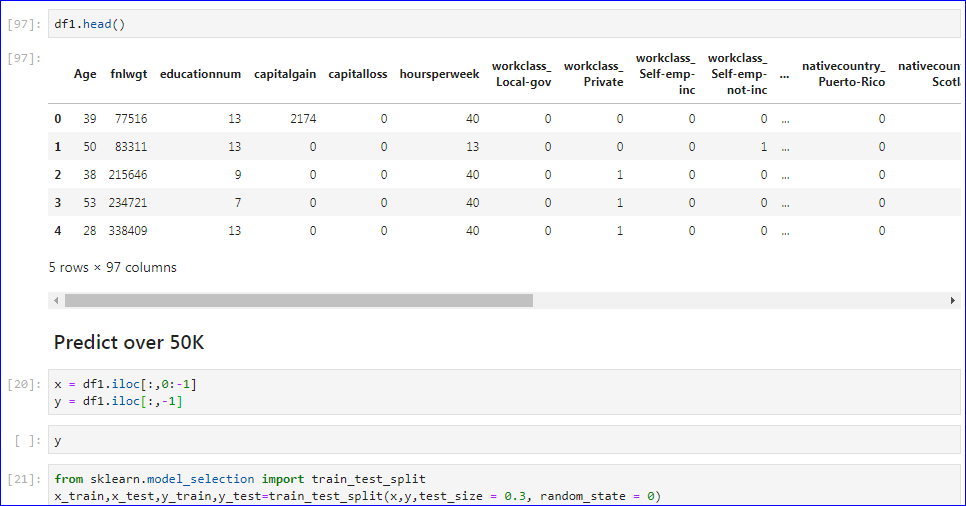 [97]: df1.head()
[97]:
Age fnlwgt educationnum capitalgain capitalloss hoursperweek workclass_ Local-gov workclass_ Private workclass_ Self-emp- inc workclass_ Self-emp- not-inc ... nativecountry_ Puerto-Rico nativecoun Scotl
0 39 77516 13 2174 0 40 0 0 0 0 ... 0
1 50 83311 13 0 0 13 0 0 0 1 ... 0
2 38 215646 9 0 0 40 0 1 0 0 ... 0
3 53 234721 7 0 0 40 0 1 0 0 ... 0
4 28 338409 13 0 0 40 0 1 0 0 ... 0
5 rows × 97 columns
Predict over 50K
[20]: x = df1.iloc[:,0:-1]
y = df1.iloc[:,-1]
[ ]: y
[21]: from sklearn.model_selection import train_test_split
x_train,x_test,y_train,y_test=train_test_split(x,y,test_size = 0.3, random_state = 0)